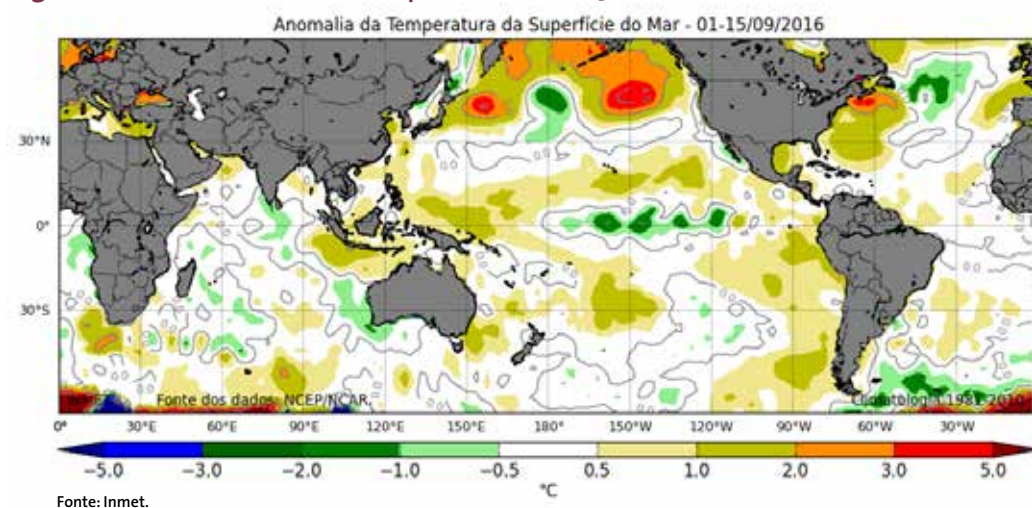 Anomalia da Temperatura da Superfície do Mar - 01-15/09/2016
30°N
0°
30°S
Fonte dos dados: NCEP/NCAR.
0° 30°E 60°E 90°E 120°E 150°E 180° 150°W 120°W 90°W 60°W 30°W
−5.0 −3.0 −2.0 −1.0 −0.5 0.5 1.0 2.0 3.0 5.0
°C
Fonte: Inmet.